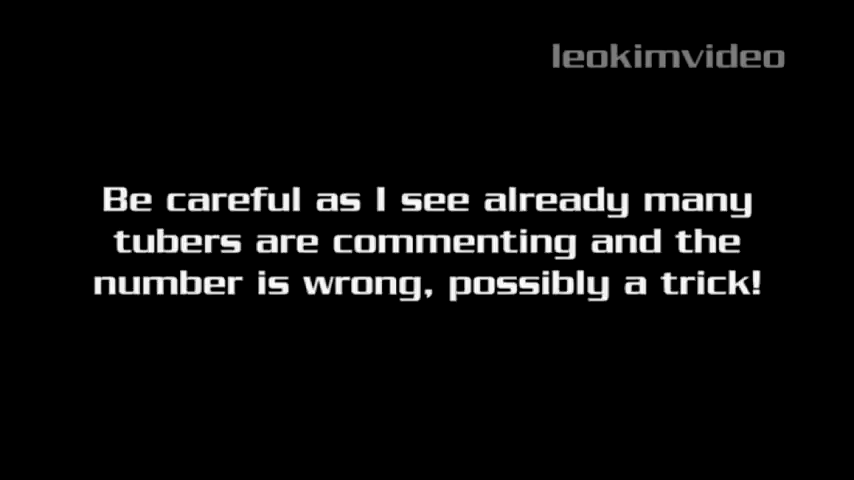 leokimvideo
Be careful as I see already many
tubers are commenting and the
number is wrong, possibly a trick!